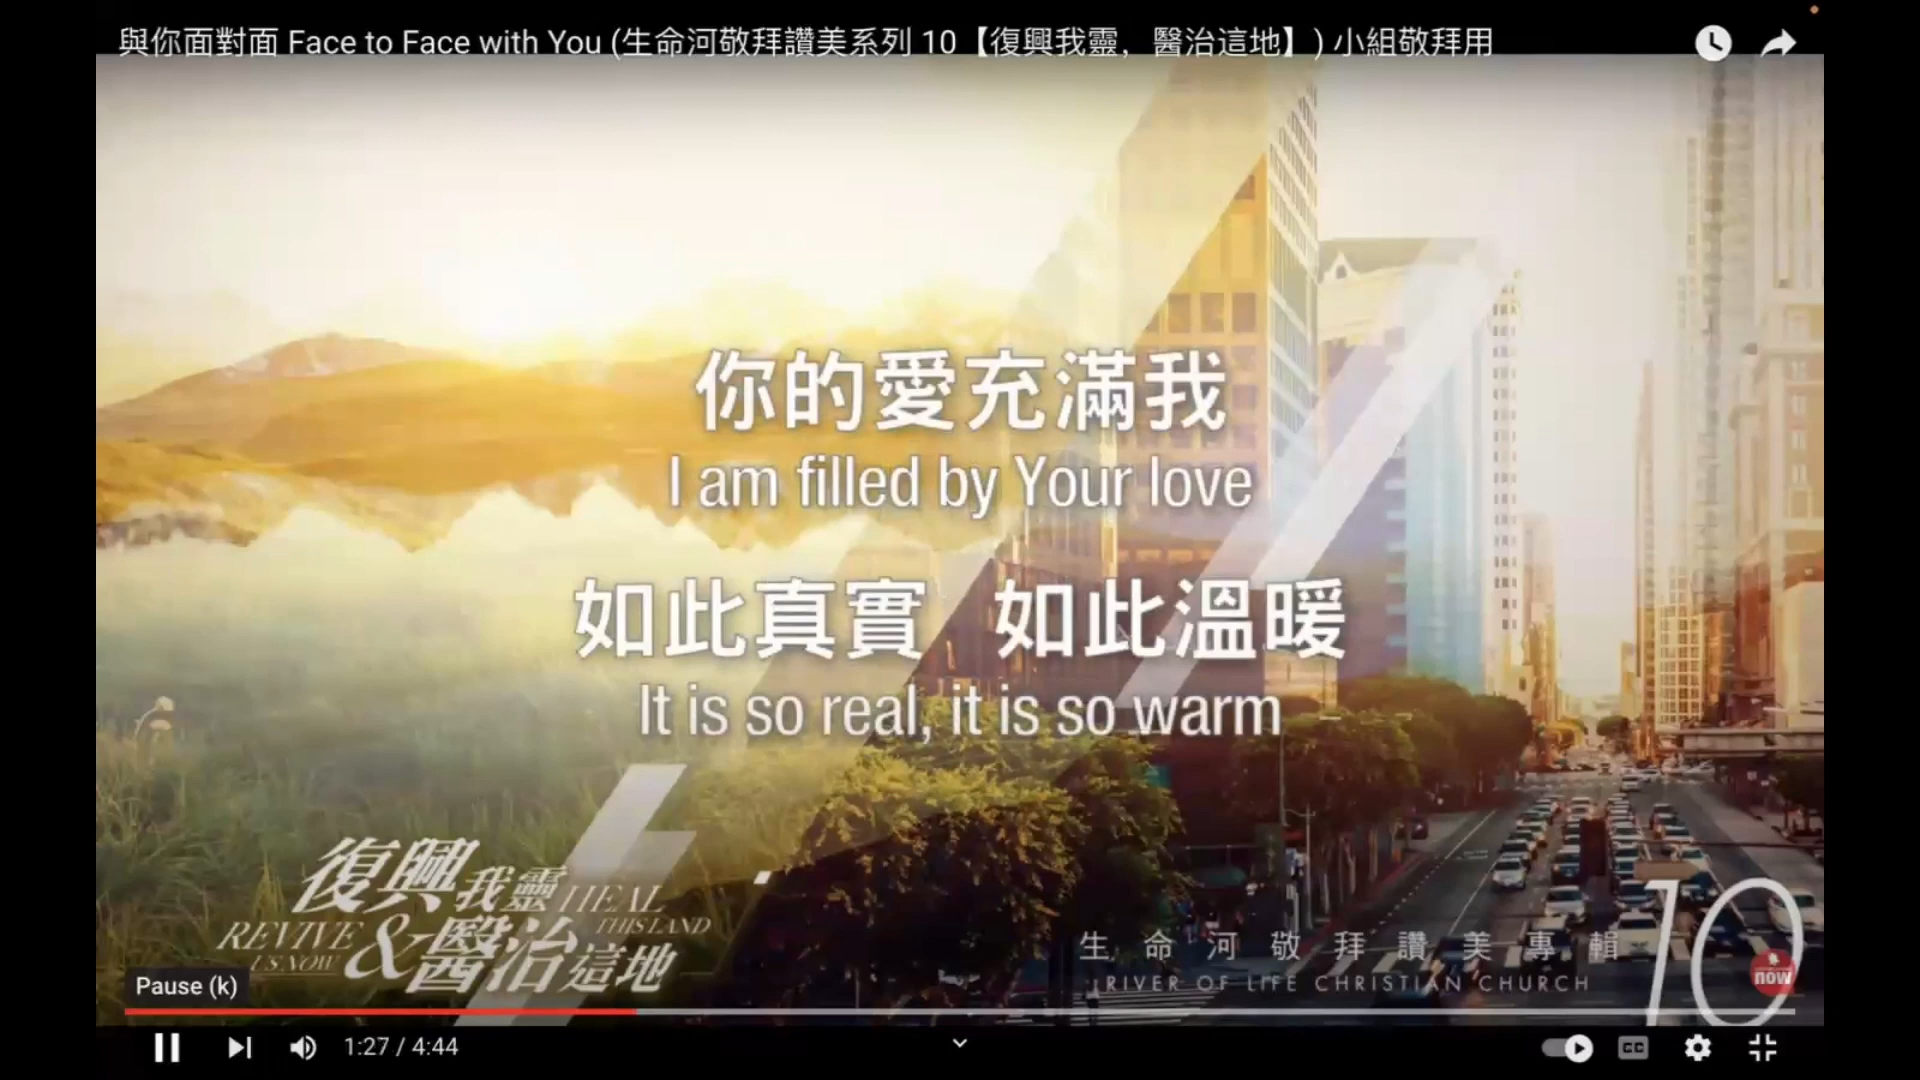 與你面對面 Face to Face with You (生命河敬拜讚美系列 10【復興我靈，醫治這地】) 小組敬拜用
你的愛充滿我
I am filled by Your love
如此真實 如此溫暖
It is so real, it is so warm
復興我靈 HEAL THIS LAND
REVIVE US NOW & 醫治這地
生命河敬拜讚美專輯 10
RIVER OF LIFE CHRISTIAN CHURCH
now
Pause (k)
1:27 / 4:44
CC